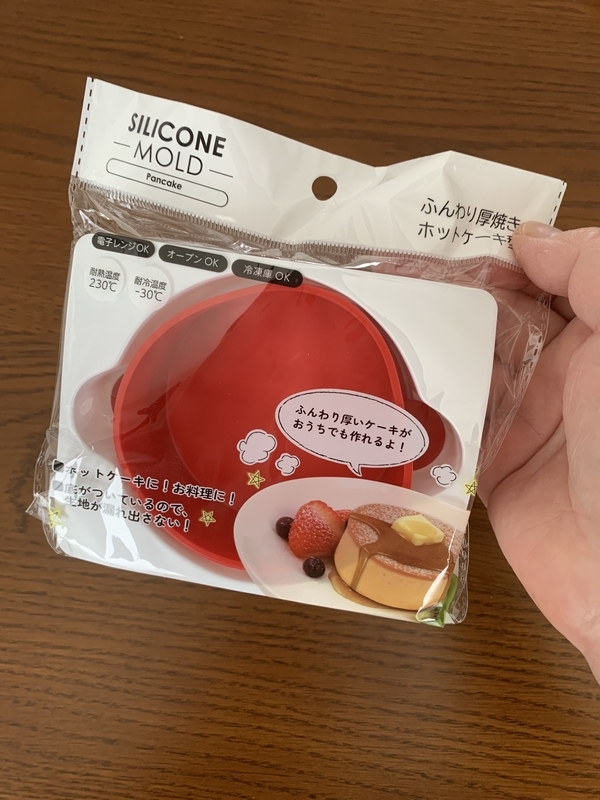 SILICONE
MOLD
Pancake
ふんわり厚焼き
ホットケーキ
電子レンジOK
オーブンOK
冷凍庫OK
耐熱温度
230℃
耐冷温度
-30℃
ふんわり厚いケーキが
おうちでも作れるよ！
ホットケーキに！お料理に！
底がついているので、
生地が漏れ出さない！